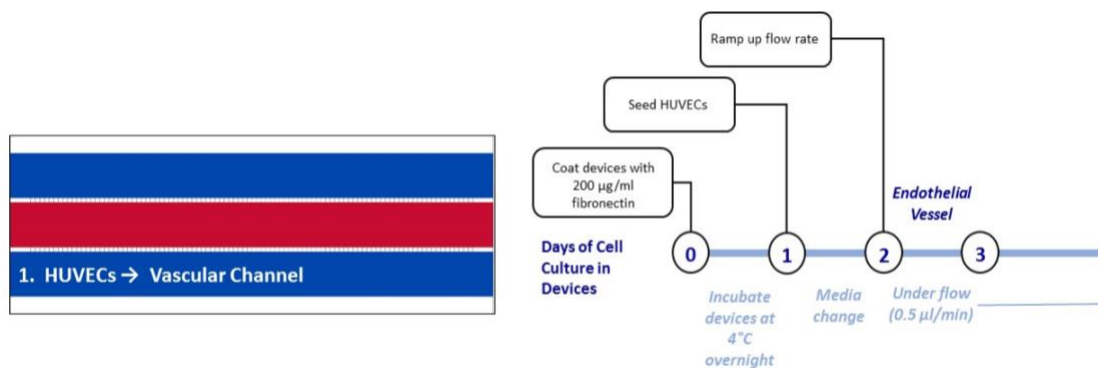 1. HUVECs → Vascular Channel
Ramp up flow rate
Seed HUVECs
Coat devices with
200 µg/ml
fibronectin
Endothelial
Vessel
Days of Cell
Culture in
Devices
0
1
2
3
Incubate
devices at
4°C
overnight
Media
change
Under flow
(0.5 µl/min)